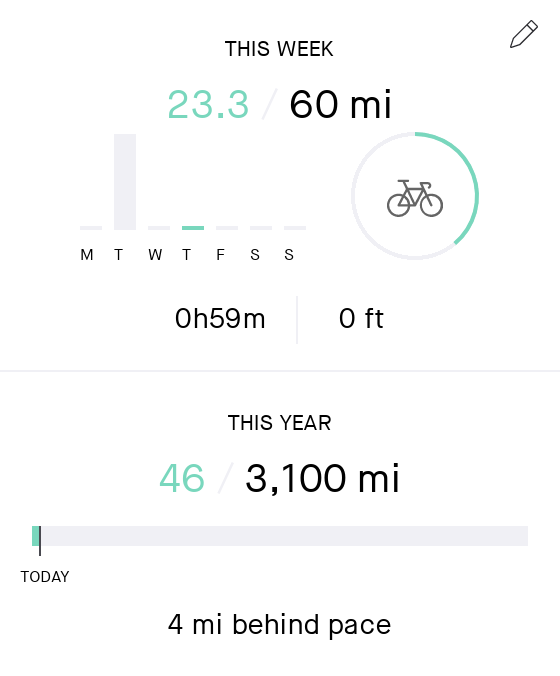 THIS WEEK
23.3 / 60 mi
M T W T F S S
0h59m 0 ft
THIS YEAR
46 / 3,100 mi
TODAY
4 mi behind pace